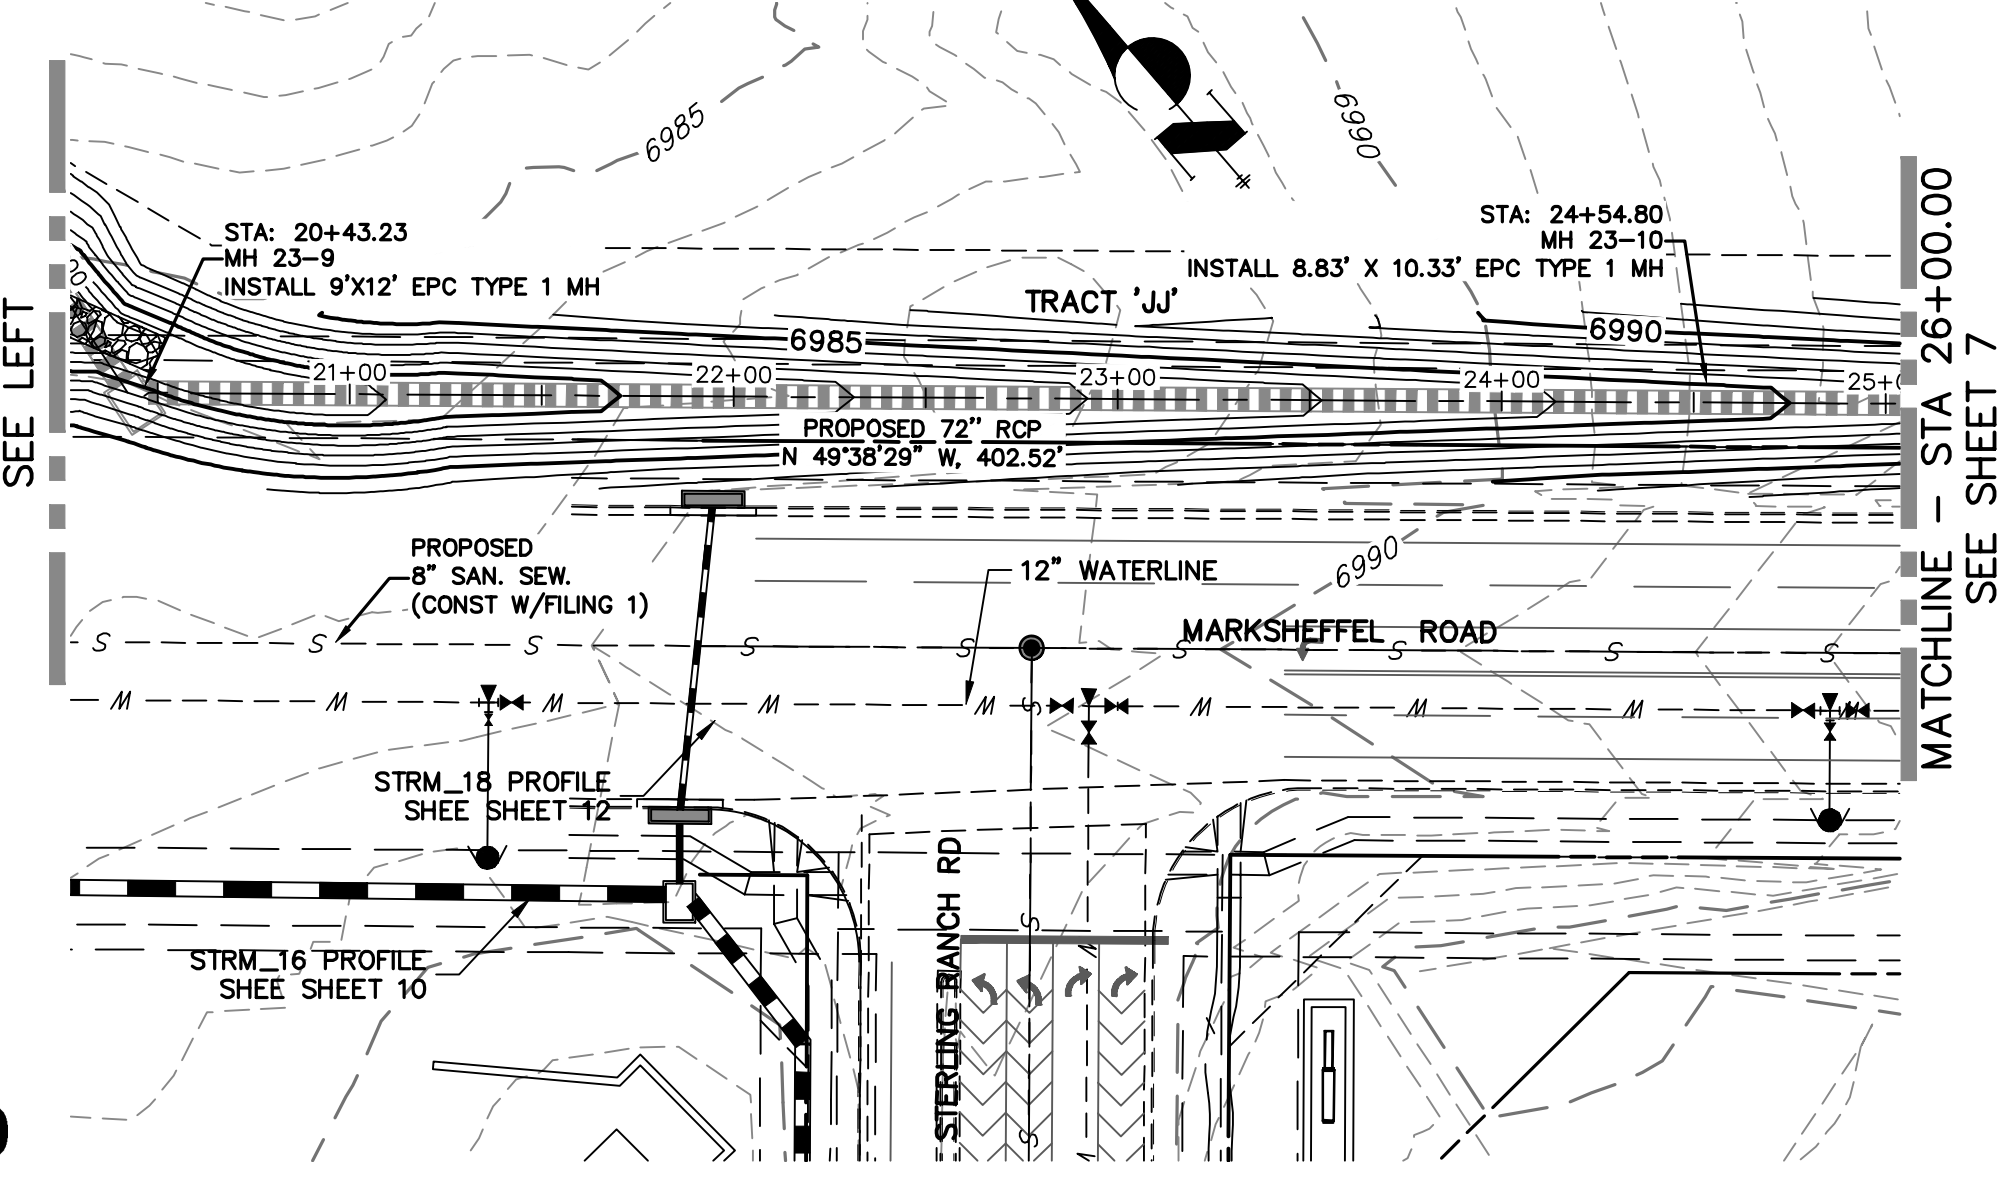 6985
6990
STA: 20+43.23
MH 23-9
INSTALL 9'X12' EPC TYPE 1 MH
STA: 24+54.80
MH 23-10
INSTALL 8.83' X 10.33' EPC TYPE 1 MH
TRACT 'JJ'
6985
6990
21+00
22+00
23+00
24+00
PROPOSED 72" RCP
N 49°38'29" W, 402.52'
SEE LEFT
MATCHLINE - STA 26+00.00
SEE SHEET 7
PROPOSED
8" SAN. SEW.
(CONST W/FILING 1)
12" WATERLINE
6990
MARKSHEFFEL ROAD
S S S S S S S S S
W W W W W W W W W
STRM_18 PROFILE
SHEE SHEET 12
STRM_16 PROFILE
SHEE SHEET 10
STERLING RANCH RD
S
S
S
W